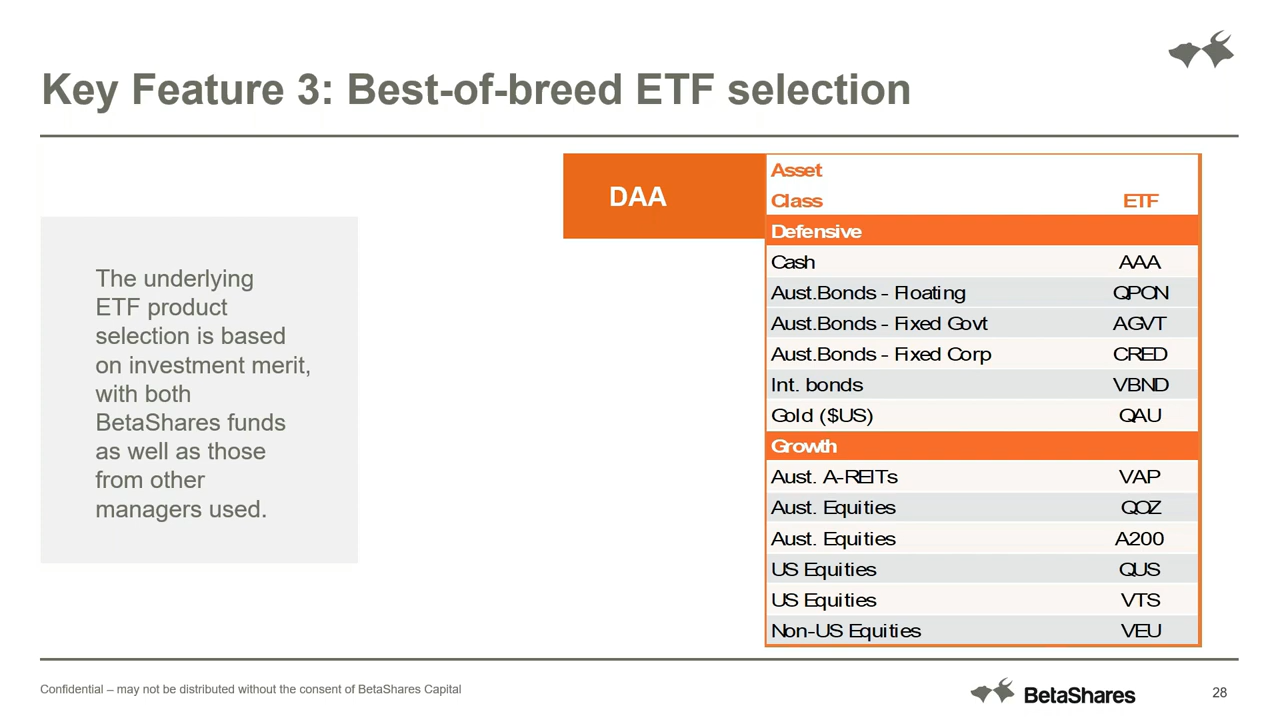 Key Feature 3: Best-of-breed ETF selection
The underlying
ETF product
selection is based
on investment merit,
with both
BetaShares funds
as well as those
from other
managers used.
DAA
Asset
Class ETF
Defensive
Cash AAA
Aust.Bonds - Floating QPON
Aust.Bonds - Fixed Govt AGVT
Aust.Bonds - Fixed Corp CRED
Int. bonds VBND
Gold ($US) QAU
Growth
Aust. A-REITs VAP
Aust. Equities QOZ
Aust. Equities A200
US Equities QUS
US Equities VTS
Non-US Equities VEU
Confidential – may not be distributed without the consent of BetaShares Capital
BetaShares
28